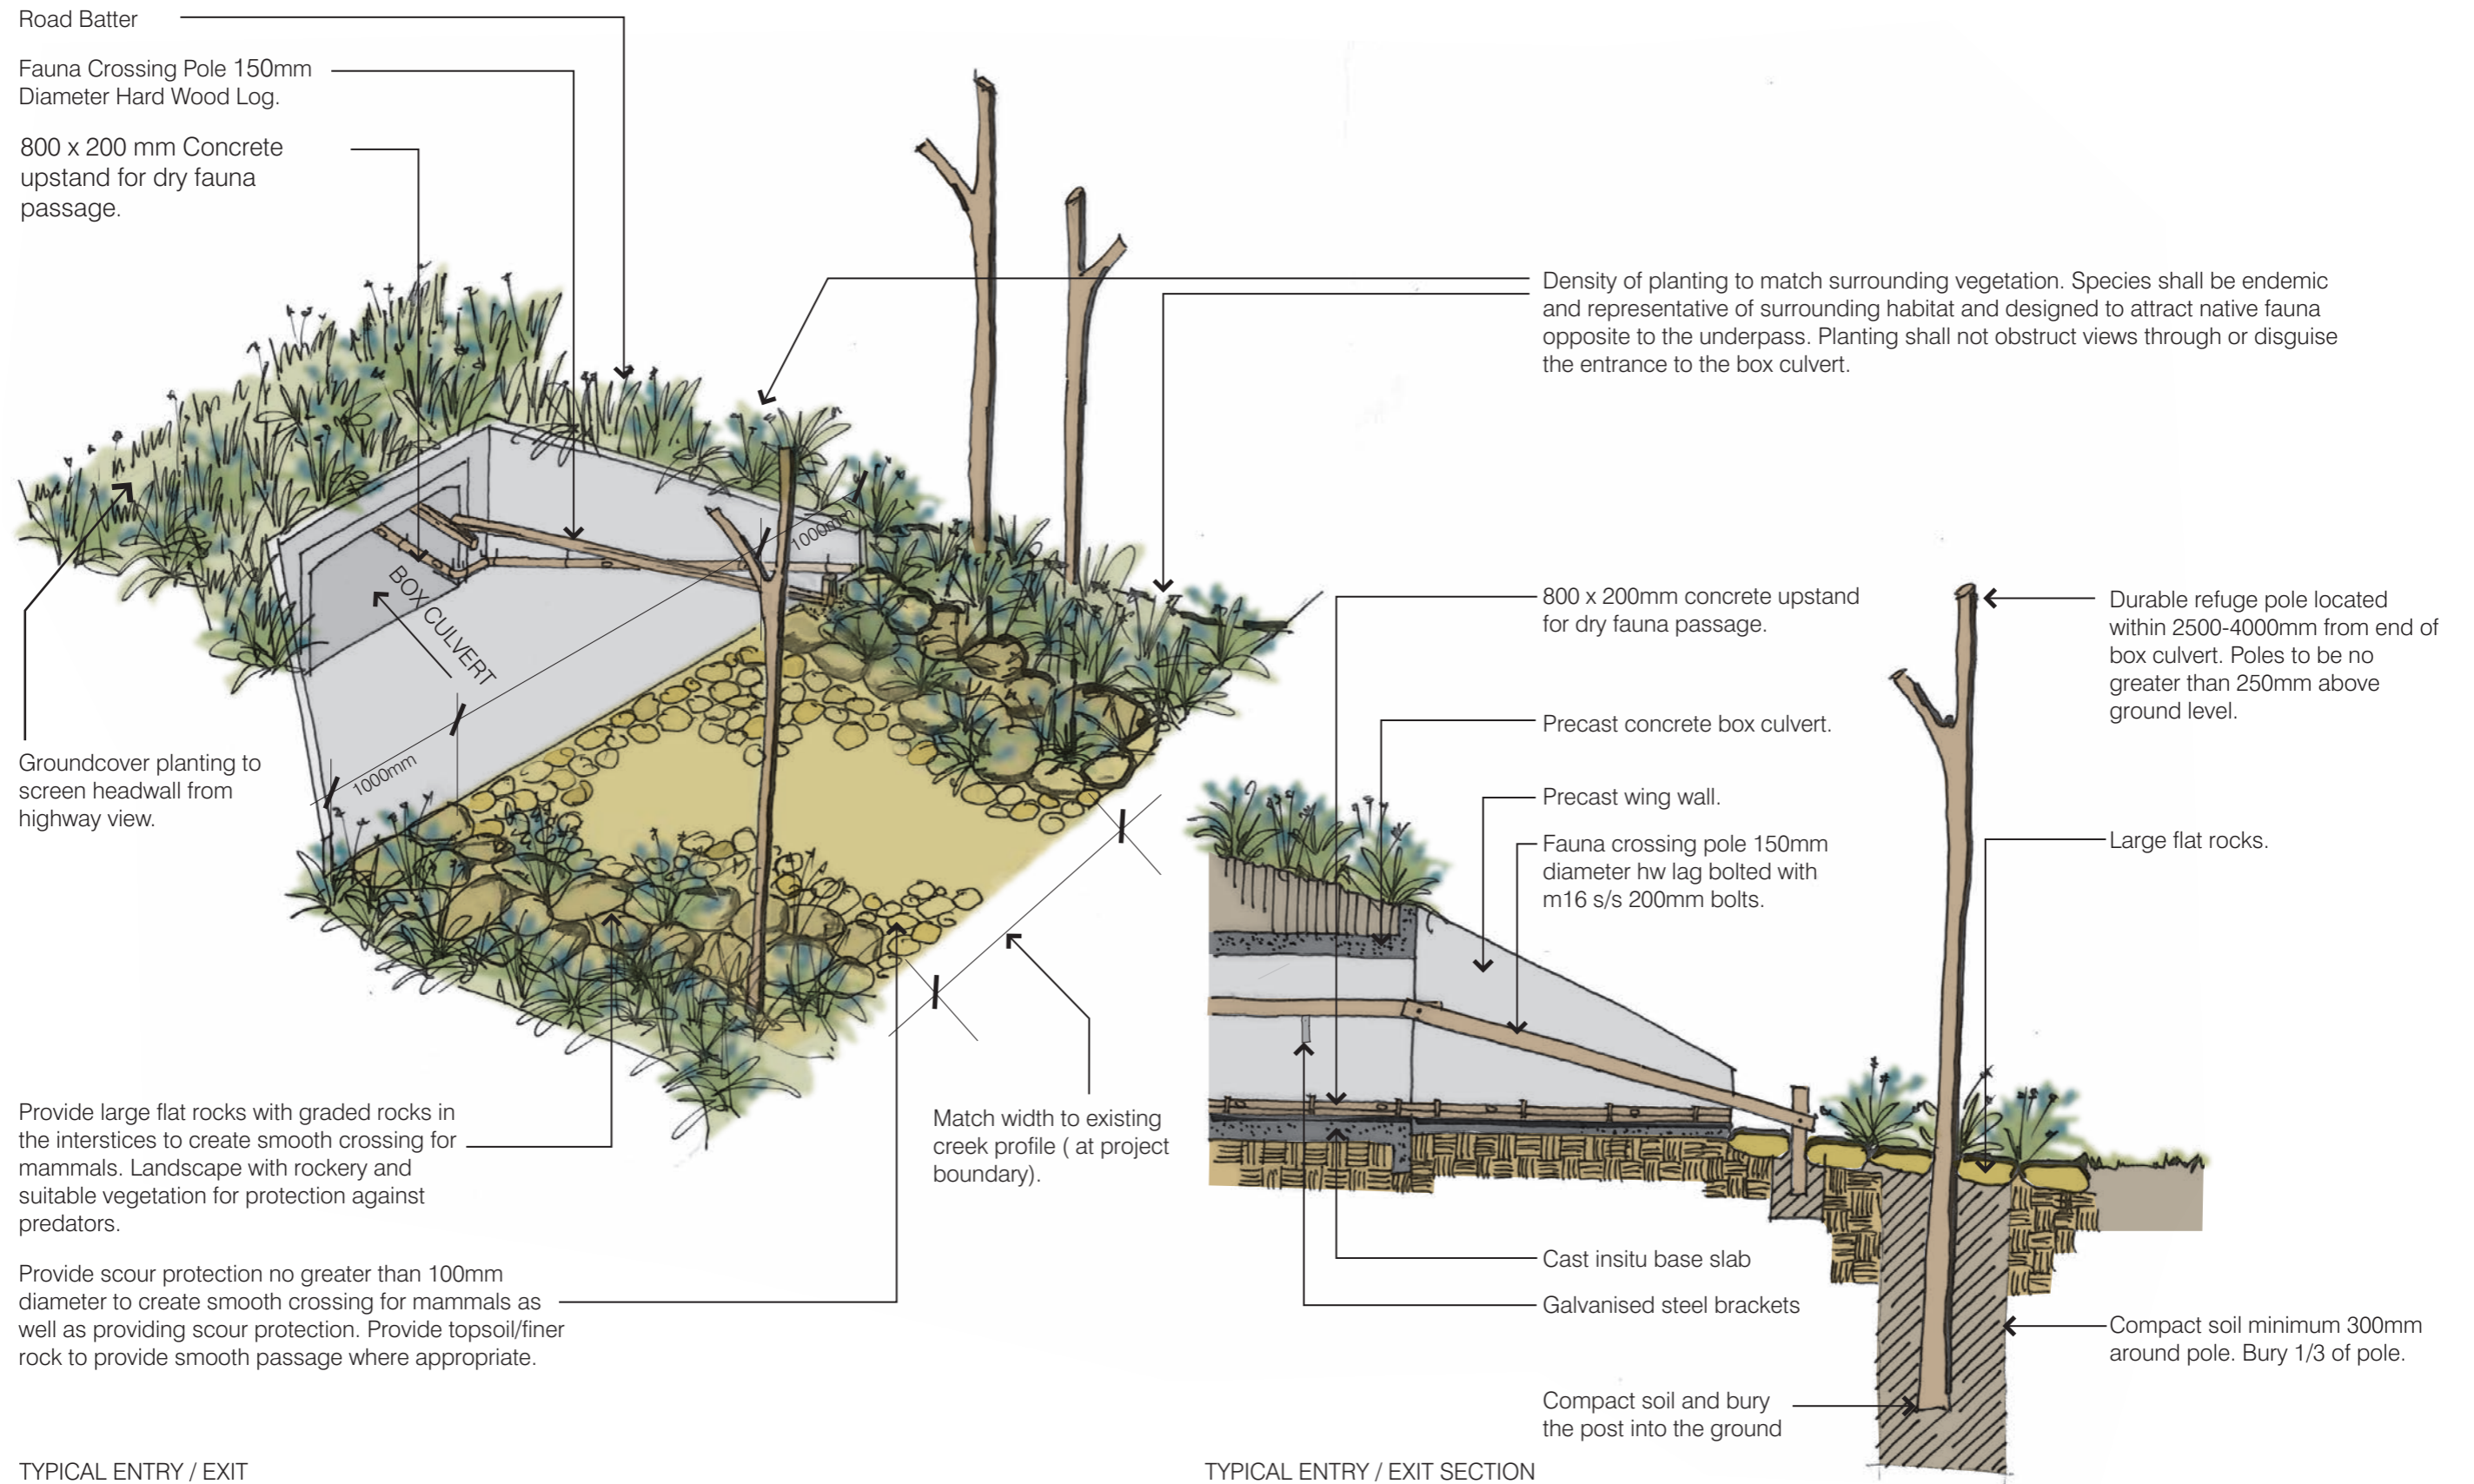 Road Batter
Fauna Crossing Pole 150mm
Diameter Hard Wood Log.
800 x 200 mm Concrete
upstand for dry fauna
passage.
Density of planting to match surrounding vegetation. Species shall be endemic
and representative of surrounding habitat and designed to attract native fauna
opposite to the underpass. Planting shall not obstruct views through or disguise
the entrance to the box culvert.
1000mm
BOX CULVERT
1000mm
Groundcover planting to
screen headwall from
highway view.
800 x 200mm concrete upstand
for dry fauna passage.
Precast concrete box culvert.
Precast wing wall.
Fauna crossing pole 150mm
diameter hw lag bolted with
m16 s/s 200mm bolts.
Durable refuge pole located
within 2500-4000mm from end of
box culvert. Poles to be no
greater than 250mm above
ground level.
Large flat rocks.
Provide large flat rocks with graded rocks in
the interstices to create smooth crossing for
mammals. Landscape with rockery and
suitable vegetation for protection against
predators.
Match width to existing
creek profile ( at project
boundary).
Provide scour protection no greater than 100mm
diameter to create smooth crossing for mammals as
well as providing scour protection. Provide topsoil/finer
rock to provide smooth passage where appropriate.
Cast insitu base slab
Galvanised steel brackets
Compact soil minimum 300mm
around pole. Bury 1/3 of pole.
Compact soil and bury
the post into the ground
TYPICAL ENTRY / EXIT
TYPICAL ENTRY / EXIT SECTION